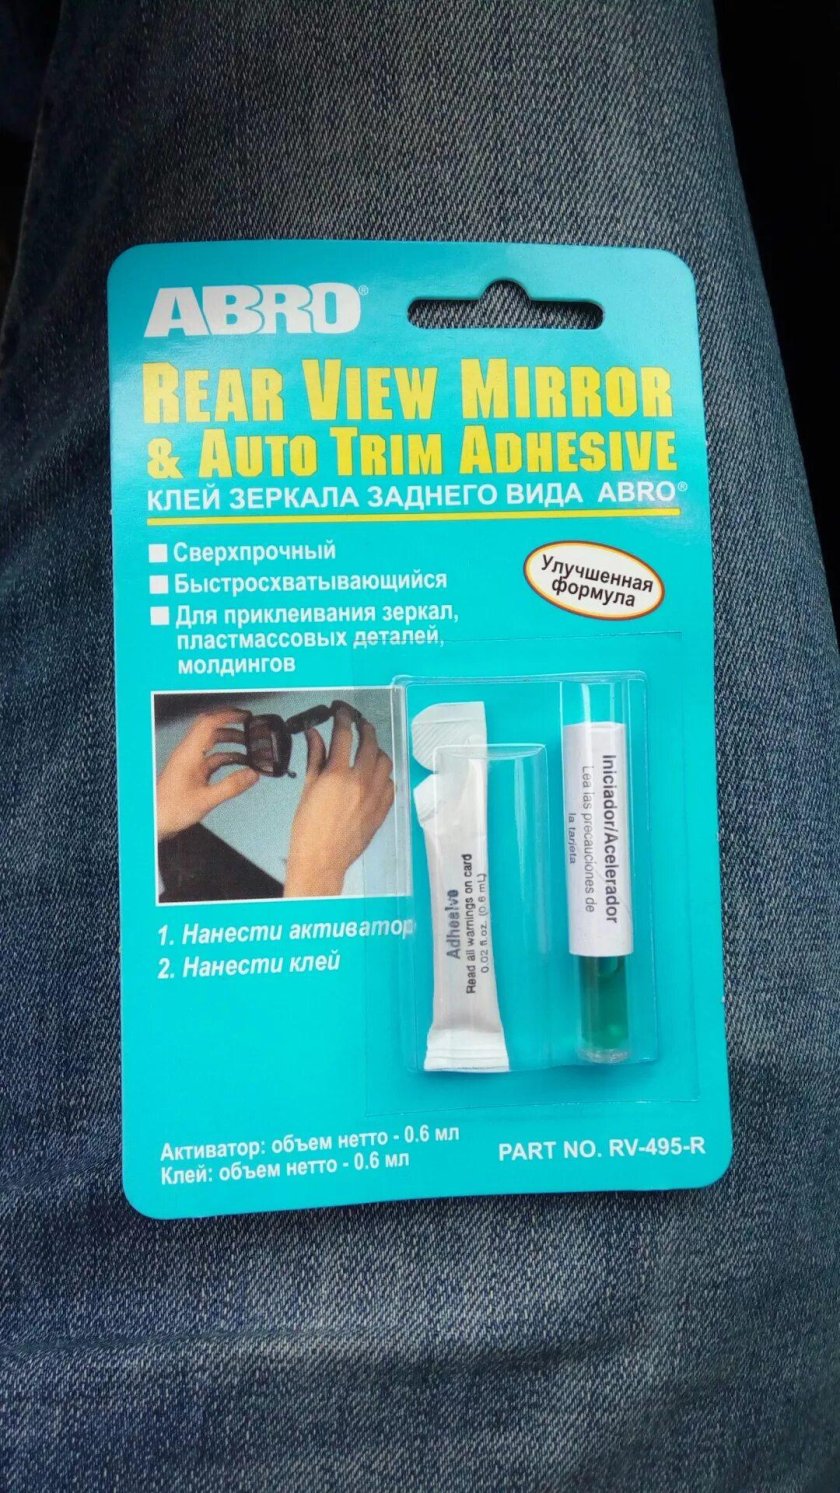 ABRO®
REAR VIEW MIRROR
& AUTO TRIM ADHESIVE
КЛЕЙ ЗЕРКАЛА ЗАДНЕГО ВИДА ABRO®
Сверхпрочный
Быстросхватывающийся
Для приклеивания зеркал,
пластмассовых деталей,
молдингов
Улучшенная
формула
1. Нанести активатор
2. Нанести клей
Adhesive
Read all warnings on card
0.02 fl.oz. (0.6 mL)
Iniciador/Acelerador
Lea las precauciones de
la tarjeta
Активатор: объем нетто - 0.6 мл
Клей: объем нетто - 0.6 мл
PART NO. RV-495-R